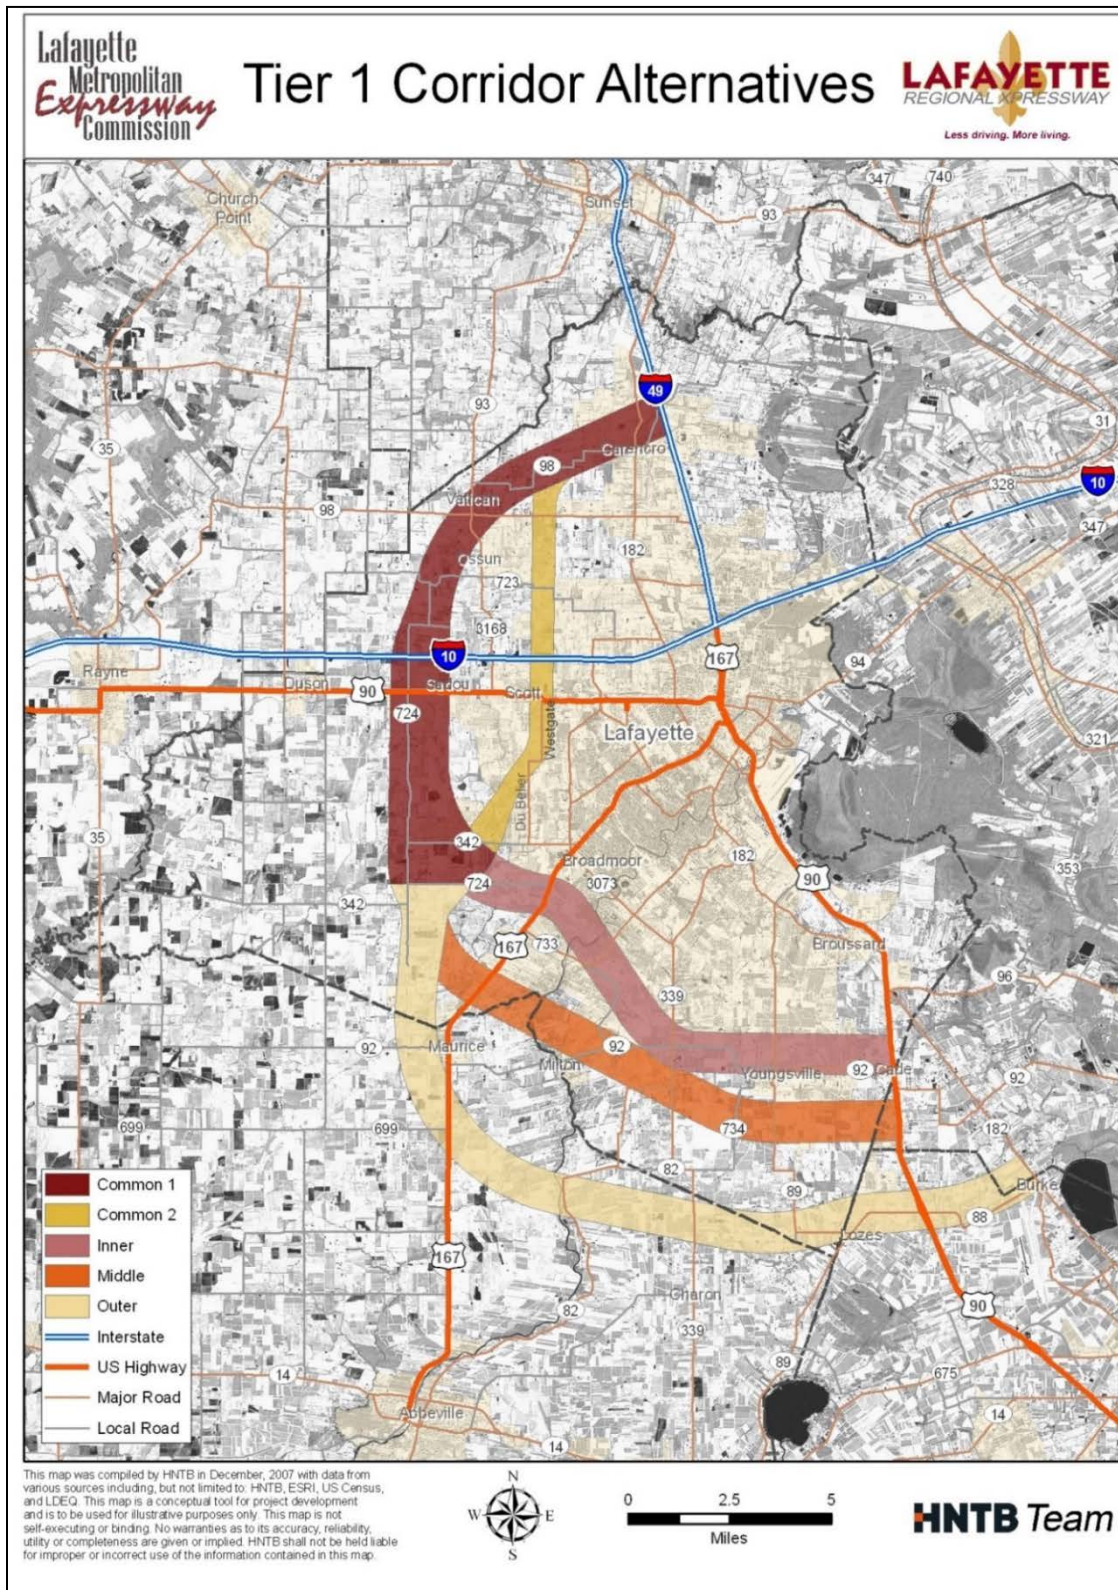 Lafayette
Metropolitan
Expressway
Commission
Tier 1 Corridor Alternatives
LAFAYETTE
REGIONAL XPRESSWAY
Less driving. More living.
Church
Point
Sunset
93
347
740
35
93
49
31
Carencro
98
Vatican
98
328
10
347
182
Ossun
723
3168
10
Rayne
Duson
90
Scott
167
94
724
Westgate
Lafayette
321
35
Du Belier
342
Broadmoor
182
724
3073
90
353
342
167
733
Broussard
96
339
92
Maurice
92
Milton
Youngsville
92
Cade
92
699
699
734
182
82
89
Burke
88
Lozes
167
Charon
82
339
90
89
675
14
Abbeville
14
14
Common 1
Common 2
Inner
Middle
Outer
Interstate
US Highway
Major Road
Local Road
This map was compiled by HNTB in December, 2007 with data from
various sources including, but not limited to: HNTB, ESRI, US Census,
and LDEQ. This map is a conceptual tool for project development
and is to be used for illustrative purposes only. This map is not
self-executing or binding. No warranties as to its accuracy, reliability,
utility or completeness are given or implied. HNTB shall not be held liable
for improper or incorrect use of the information contained in this map.
N
W E
S
0 2.5 5
Miles
HNTB Team